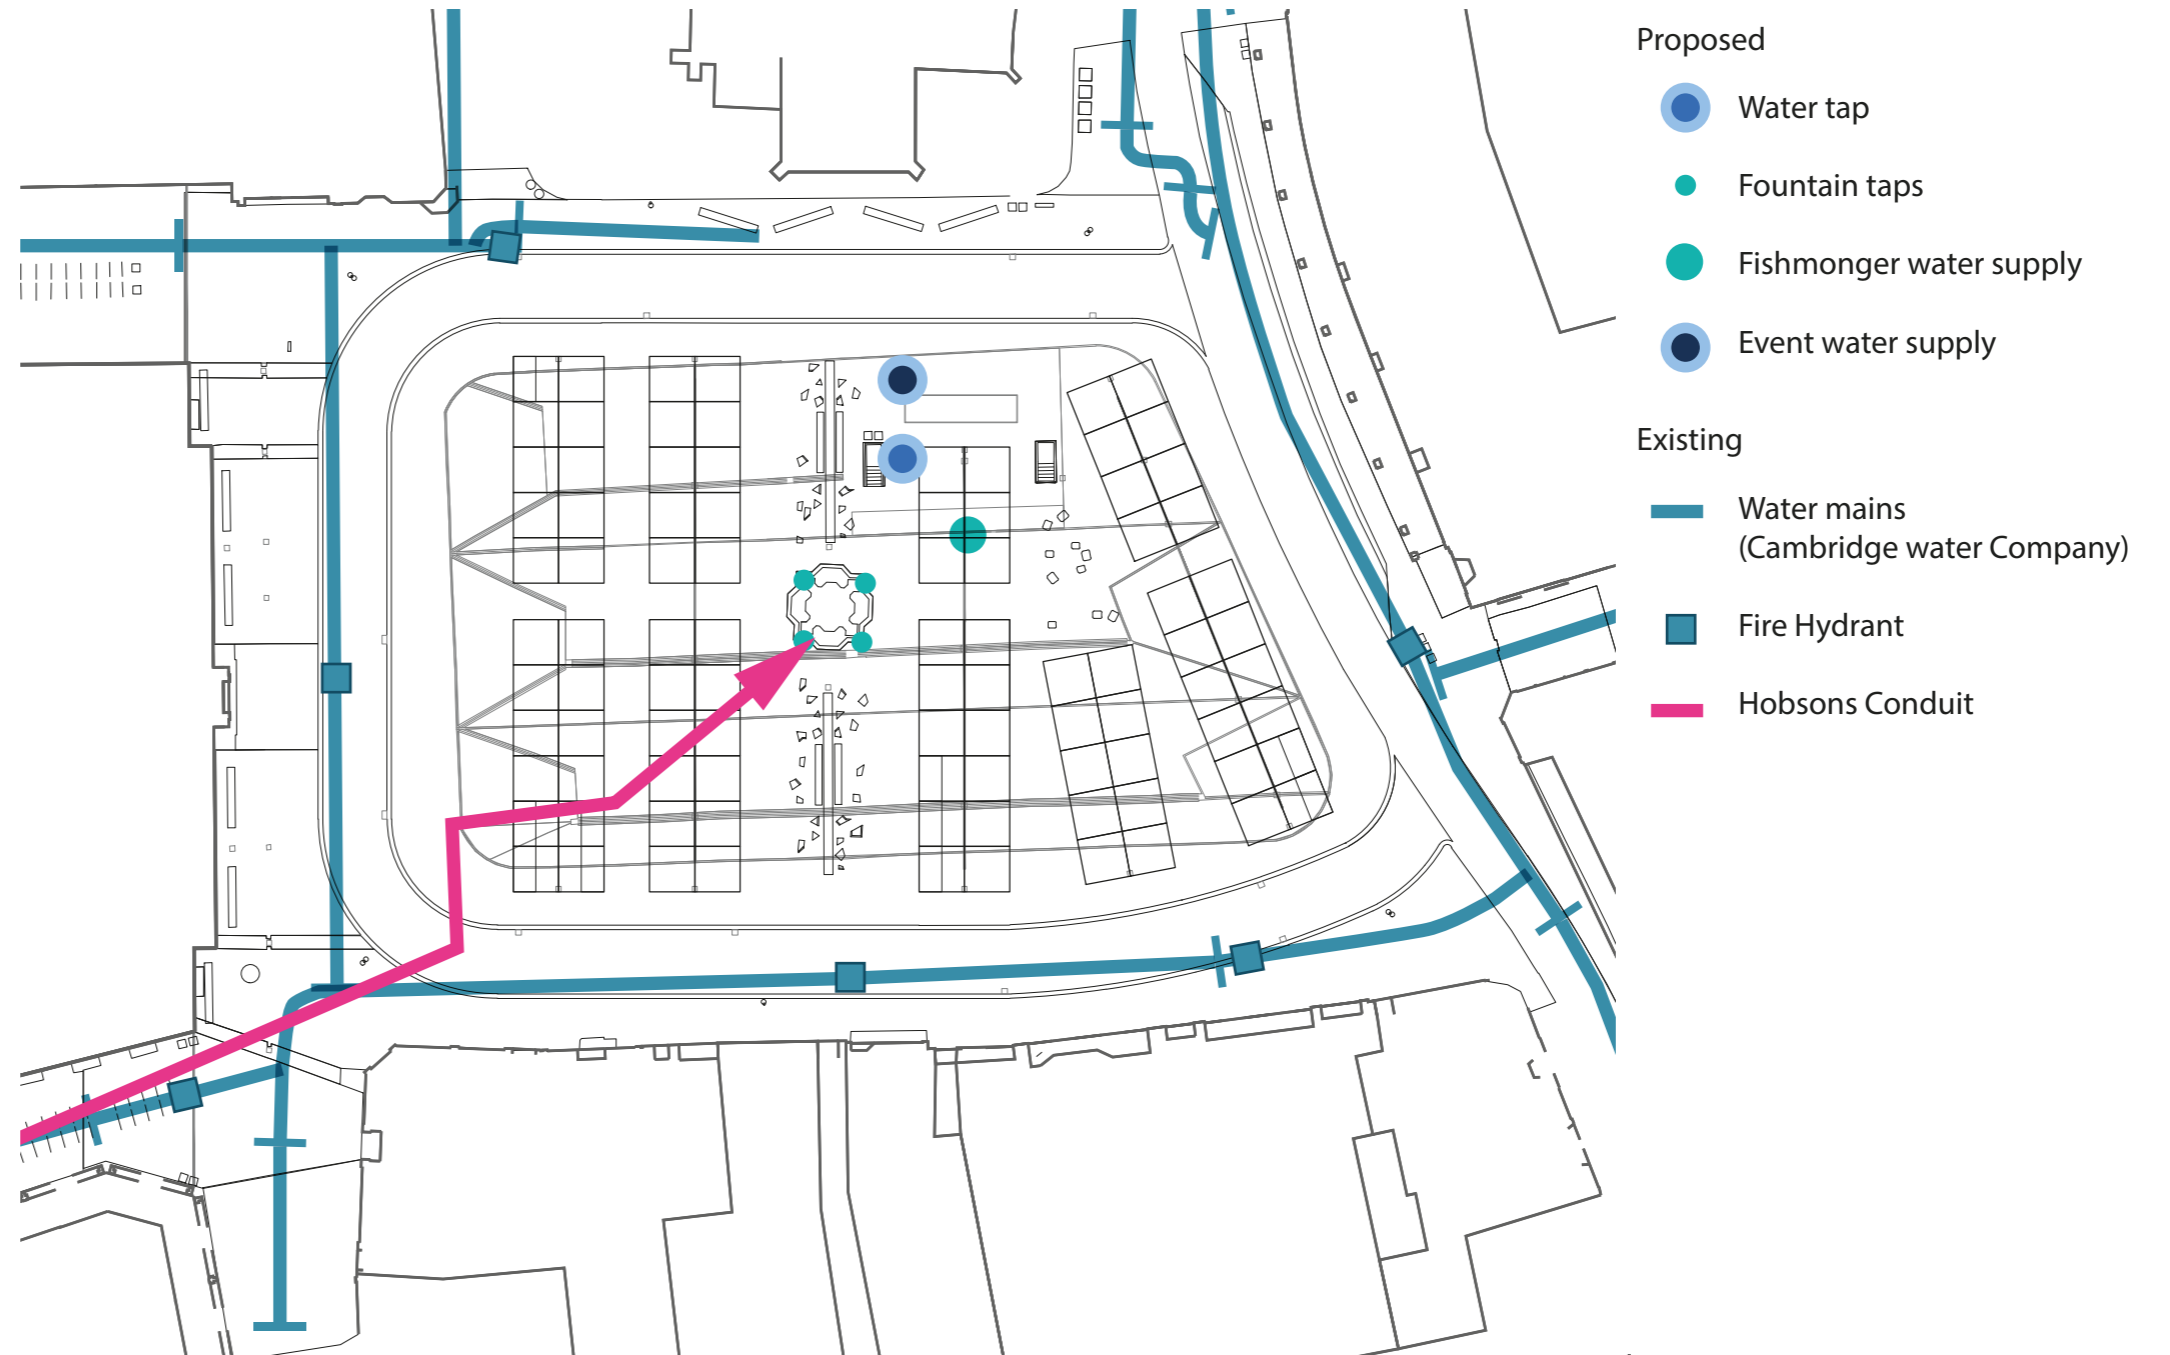 Proposed
Water tap
Fountain taps
Fishmonger water supply
Event water supply
Existing
Water mains
(Cambridge water Company)
Fire Hydrant
Hobsons Conduit